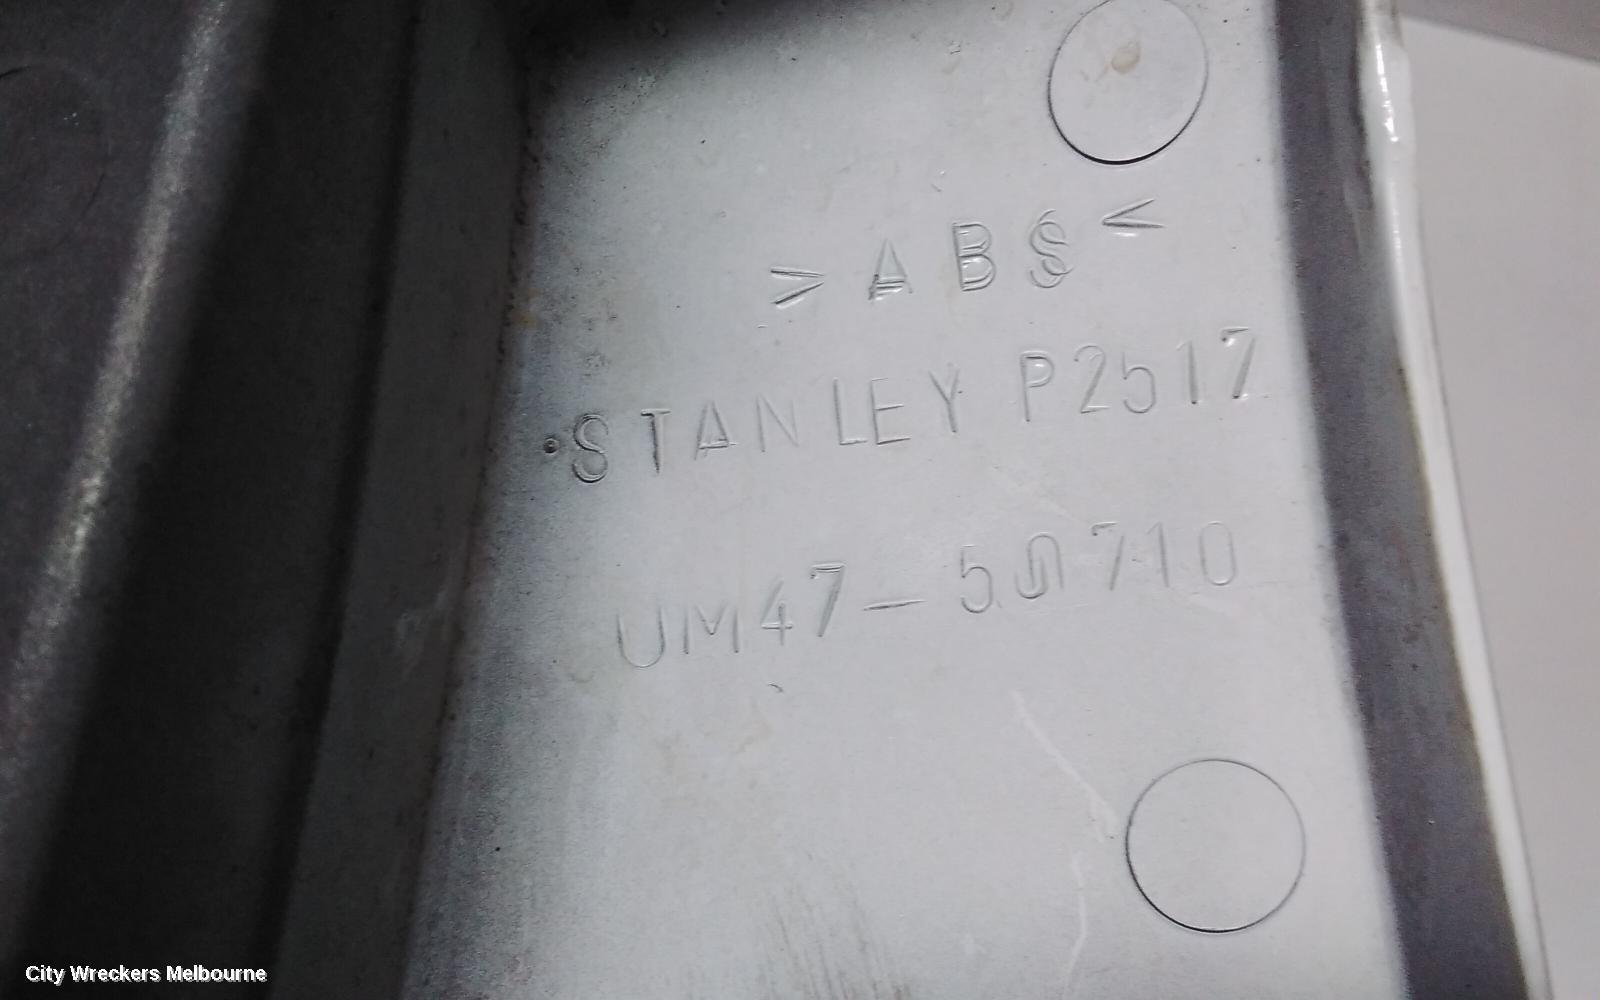 >ABS<
STANLEY P2517
UM47-50710
City Wreckers Melbourne